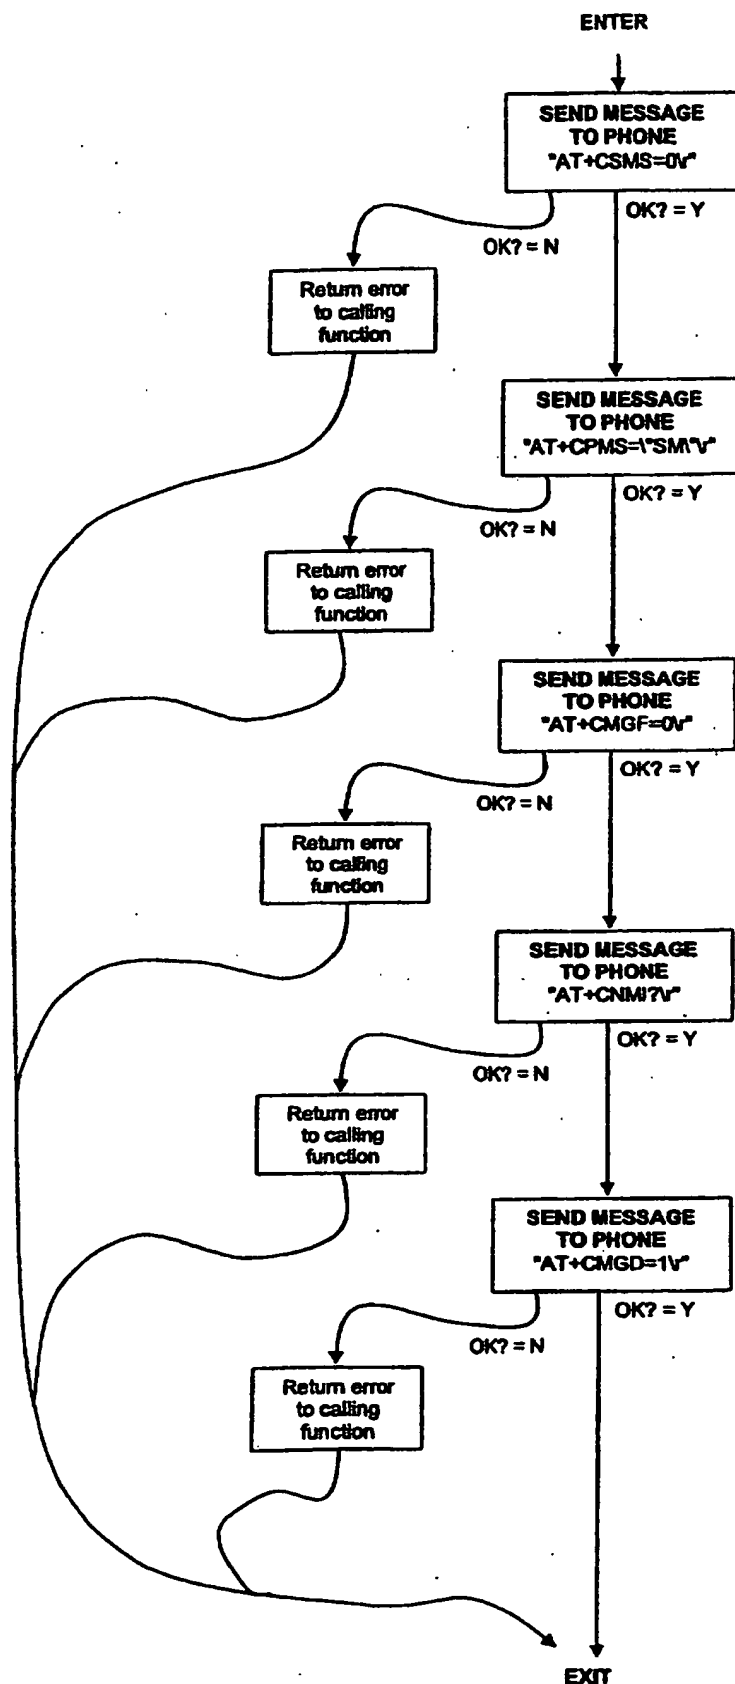 ENTER
SEND MESSAGE
TO PHONE
"AT+CSMS=0\r"
OK? = Y
OK? = N
Return error
to calling
function
SEND MESSAGE
TO PHONE
"AT+CPMS=\"SM\"\r"
OK? = Y
OK? = N
Return error
to calling
function
SEND MESSAGE
TO PHONE
"AT+CMGF=0\r"
OK? = Y
OK? = N
Return error
to calling
function
SEND MESSAGE
TO PHONE
"AT+CNMI?\r"
OK? = Y
OK? = N
Return error
to calling
function
SEND MESSAGE
TO PHONE
"AT+CMGD=1\r"
OK? = Y
OK? = N
Return error
to calling
function
EXIT